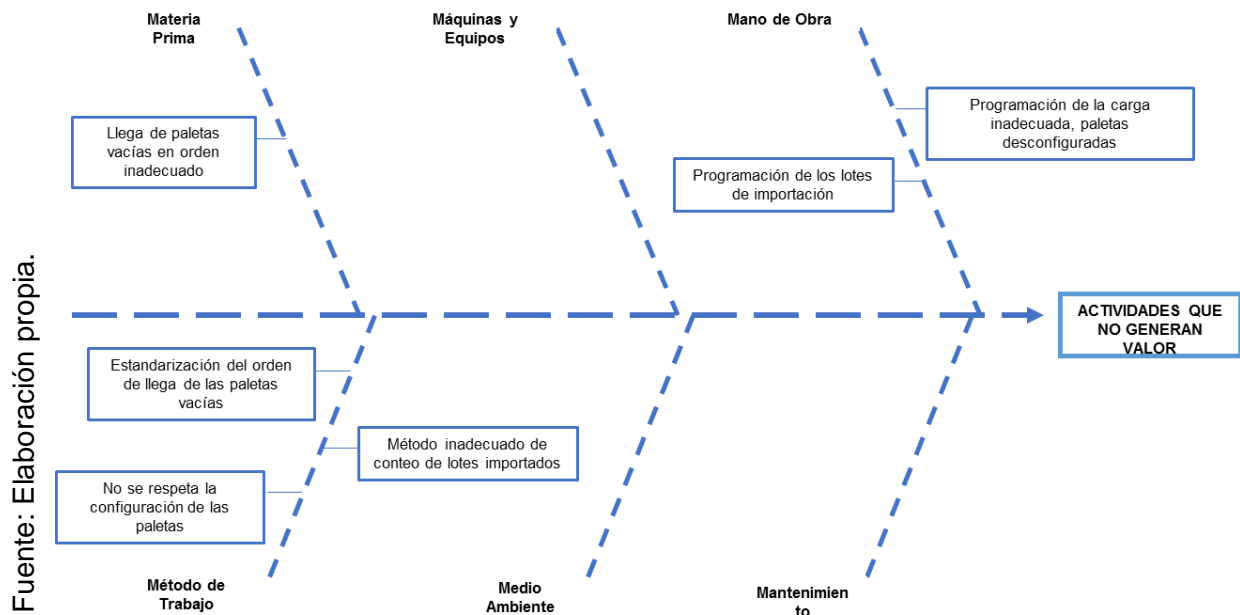 Materia
Prima
Máquinas y
Equipos
Mano de Obra
Llega de paletas
vacías en orden
inadecuado
Programación de la carga
inadecuada, paletas
desconfiguradas
Programación de los lotes
de importación
ACTIVIDADES QUE
NO GENERAN
VALOR
Estandarización del orden
de llega de las paletas
vacías
Método inadecuado de
conteo de lotes importados
No se respeta la
configuración de las
paletas
Método de
Trabajo
Medio
Ambiente
Mantenimien
to
Fuente: Elaboración propia.